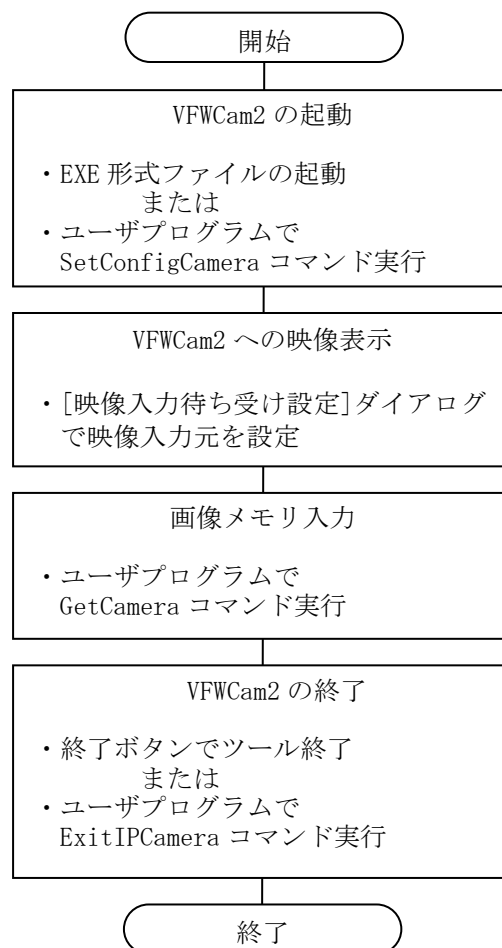 開始
VFWCam2 の起動
・EXE 形式ファイルの起動
または
・ユーザプログラムで
SetConfigCamera コマンド実行
VFWCam2 への映像表示
・[映像入力待ち受け設定]ダイアログ
で映像入力元を設定
画像メモリ入力
・ユーザプログラムで
GetCamera コマンド実行
VFWCam2 の終了
・終了ボタンでツール終了
または
・ユーザプログラムで
ExitIPCamera コマンド実行
終了